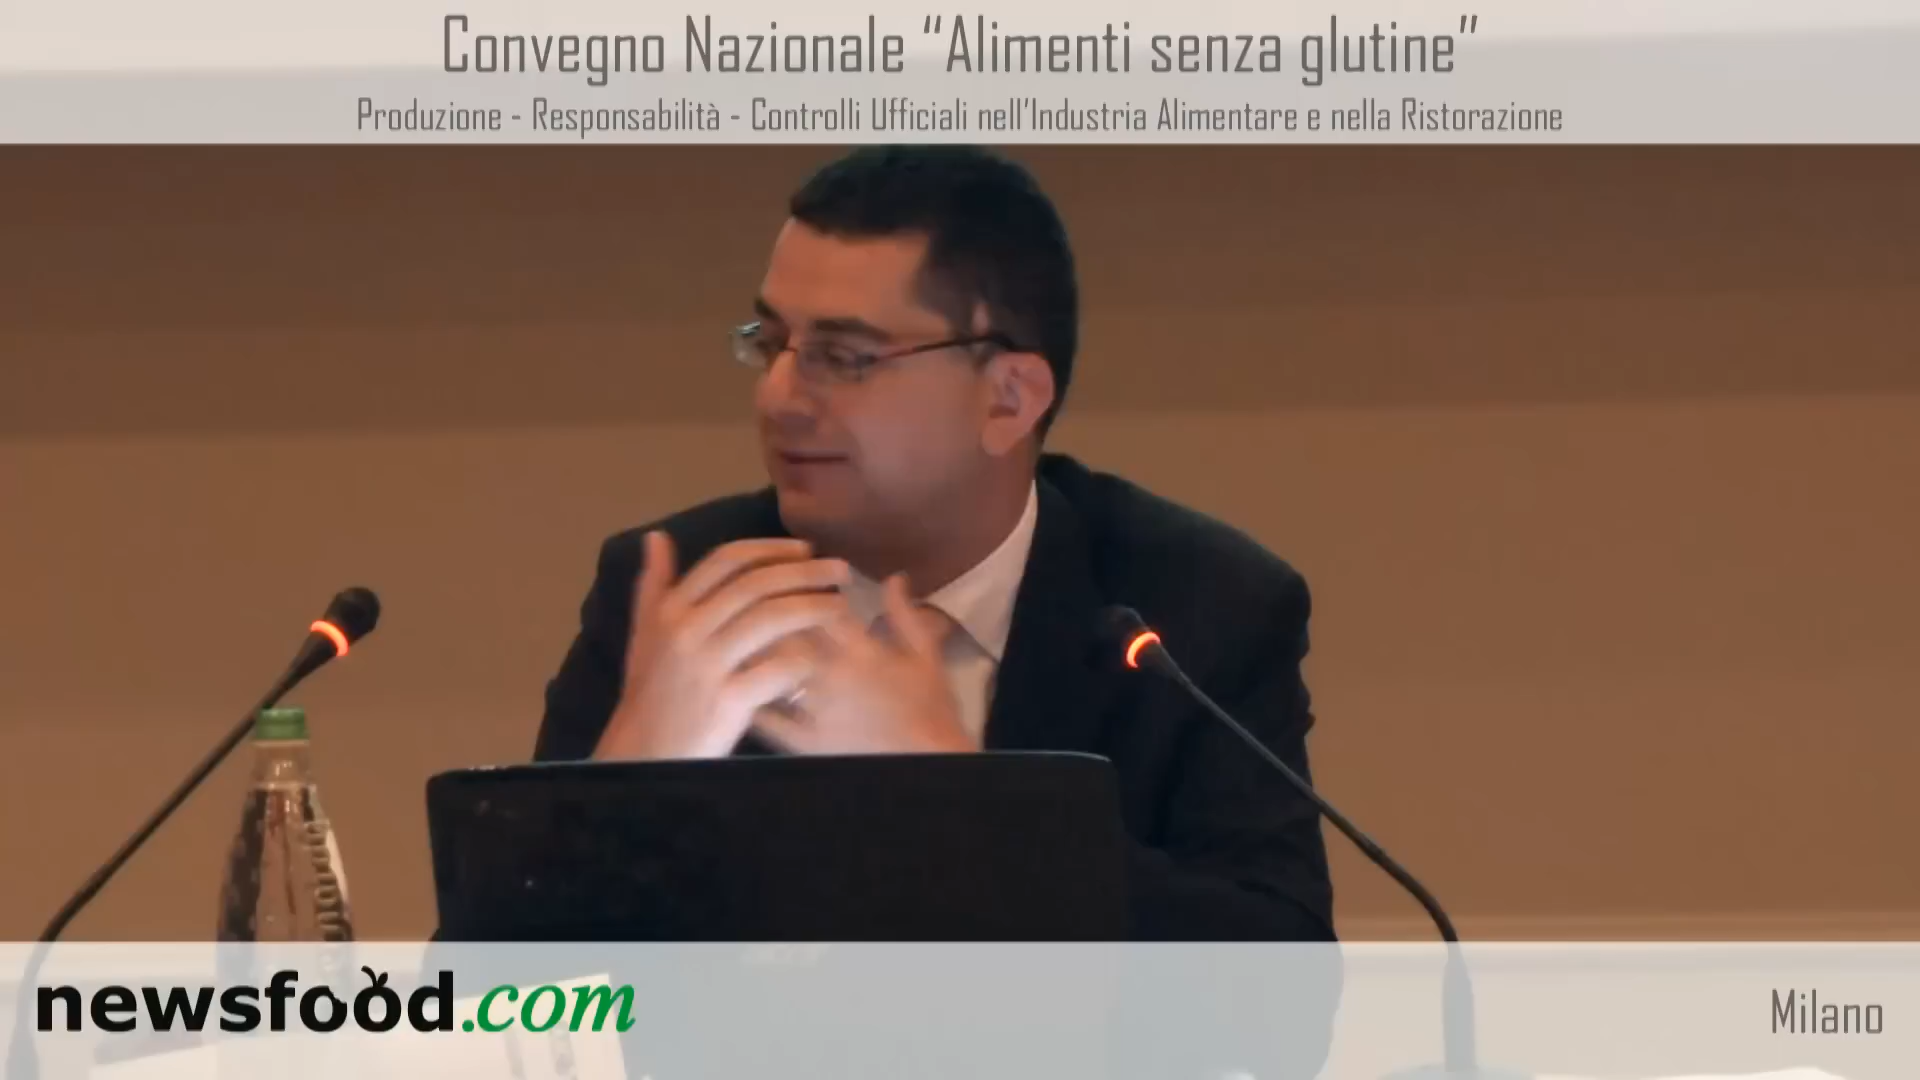 Convegno Nazionale “Alimenti senza glutine”
Produzione - Responsabilità - Controlli Ufficiali nell’Industria Alimentare e nella Ristorazione
newsfood.com
Milano